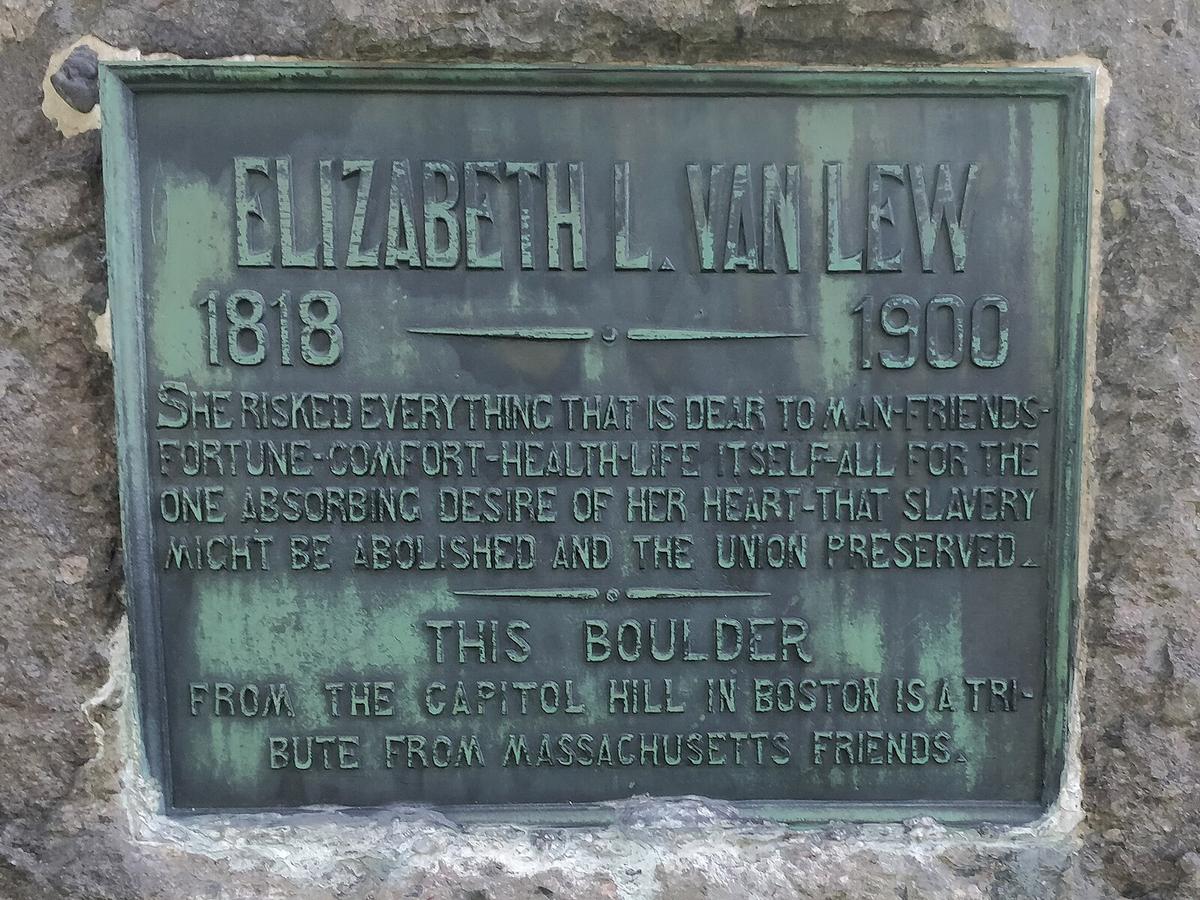 ELIZABETH L. VAN LEW
1818 1900
SHE RISKED EVERYTHING THAT IS DEAR TO MAN-FRIENDS-
FORTUNE-COMFORT-HEALTH-LIFE ITSELF-ALL FOR THE
ONE ABSORBING DESIRE OF HER HEART-THAT SLAVERY
MIGHT BE ABOLISHED AND THE UNION PRESERVED.
THIS BOULDER
FROM THE CAPITOL HILL IN BOSTON IS A TRI-
BUTE FROM MASSACHUSETTS FRIENDS.